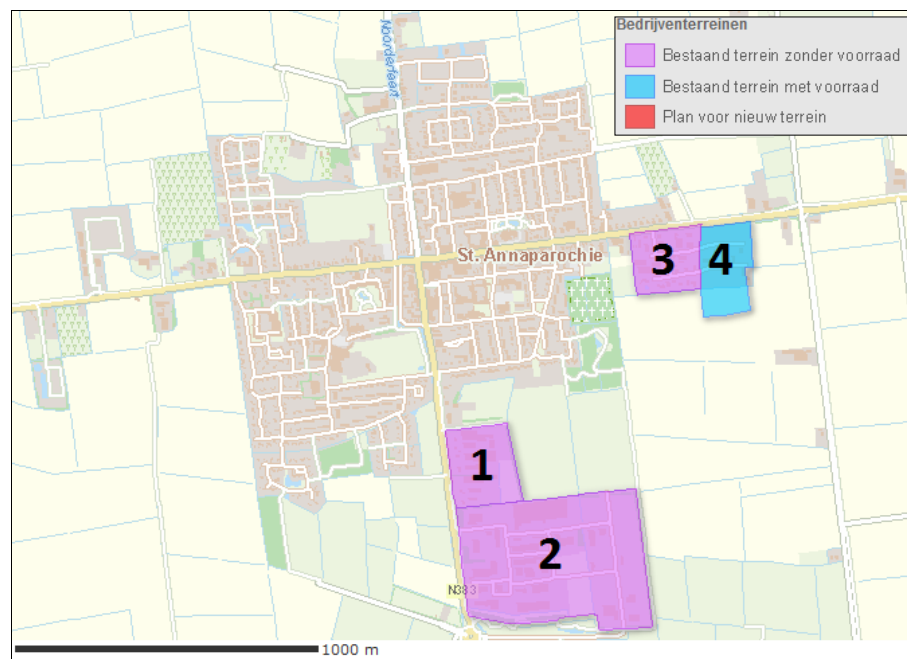 Bedrijventerreinen
Bestaand terrein zonder voorraad
Bestaand terrein met voorraad
Plan voor nieuw terrein
Noorderfeart
St. Annaparochie
3
4
1
2
N383
1000 m